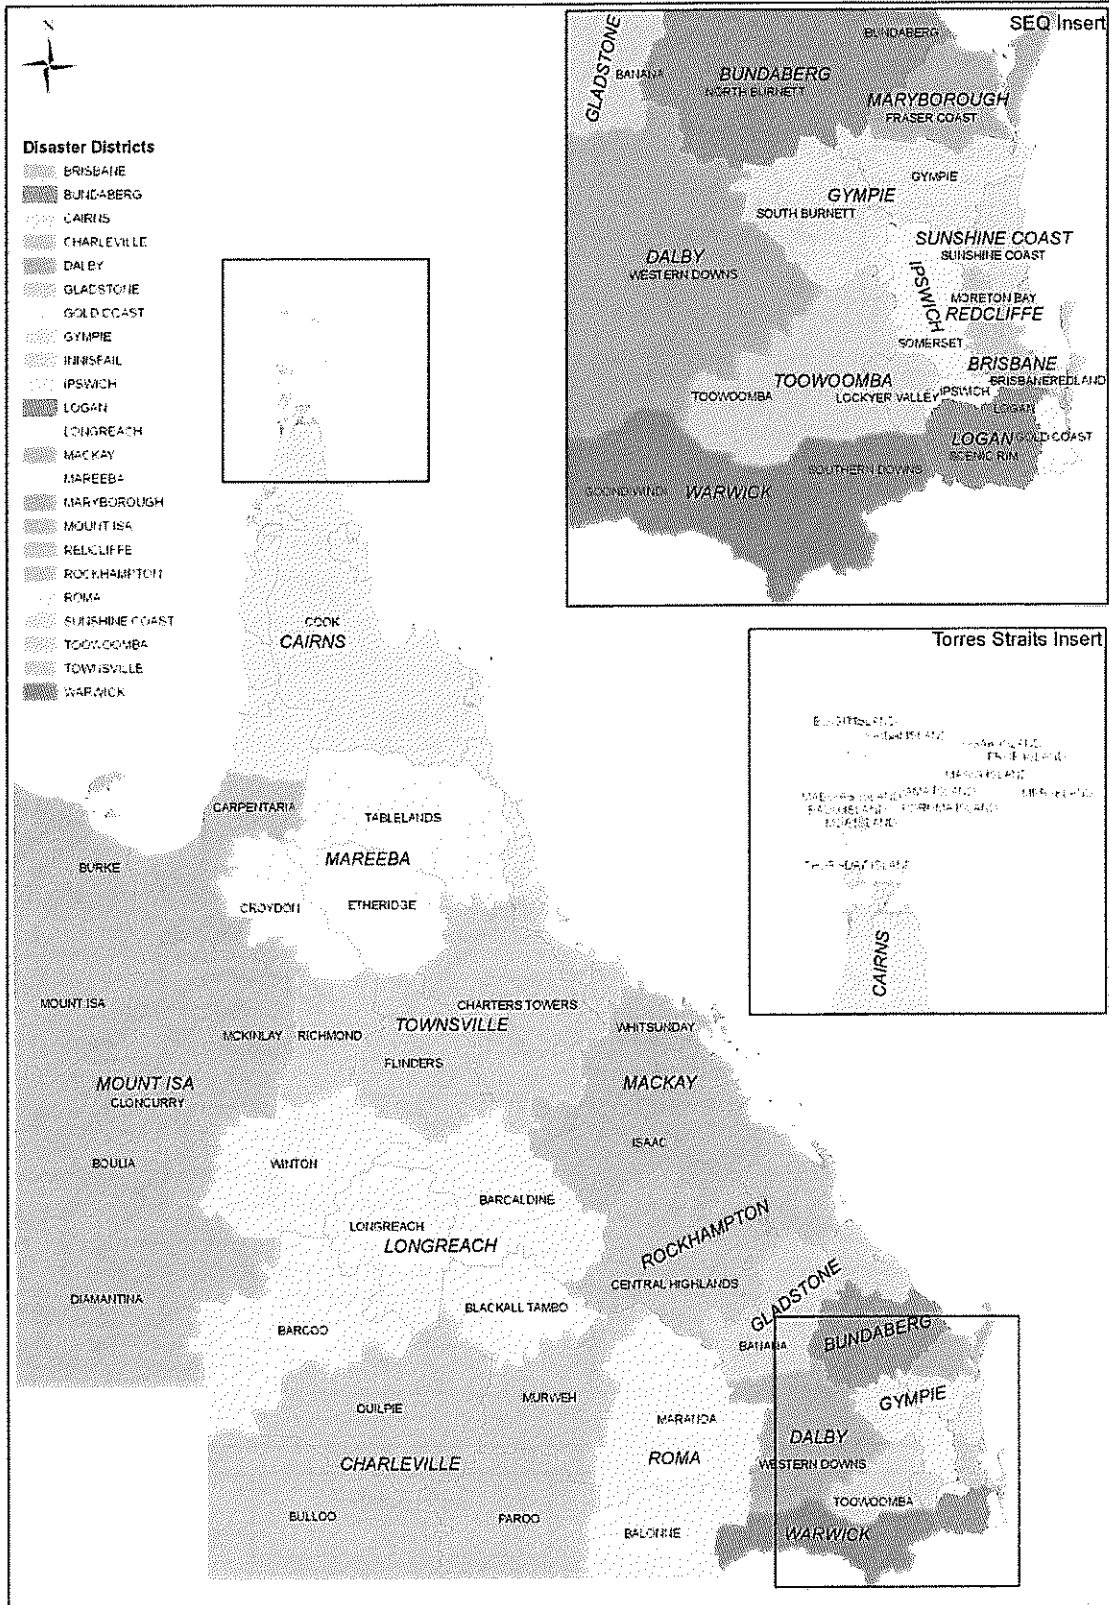 N
Disaster Districts
BRISBANE
BUNDABERG
CAIRNS
CHARLEVILLE
DALBY
GLADSTONE
GOLD COAST
GYMPIE
INNISFAIL
IPSWICH
LOGAN
LONGREACH
MACKAY
MAREEBA
MARYBOROUGH
MOUNT ISA
REDCLIFFE
ROCKHAMPTON
ROMA
SUNSHINE COAST
TOOWOOMBA
TOWNSVILLE
WARWICK
SEQ Insert
BUNDABERG
GLADSTONE
BANANA
BUNDABERG
NORTH BURNETT
MARYBOROUGH
FRASER COAST
GYMPIE
GYMPIE
SOUTH BURNETT
SUNSHINE COAST
SUNSHINE COAST
DALBY
WESTERN DOWNS
IPSWICH
MORETON BAY
REDCLIFFE
SOMERSET
BRISBANE
BRISBANE REDLAND
TOOWOOMBA
TOOWOOMBA
LOCKYER VALLEY
IPSWICH
LOGAN
LOGAN
GOLD COAST
SCENIC RIM
SOUTHERN DOWNS
GOONDIWINDI
WARWICK
Torres Straits Insert
THURSDAY ISLAND
CAIRNS
COOK
CAIRNS
CARPENTARIA
TABLELANDS
BURKE
MAREEBA
CROYDON
ETHERIDGE
MOUNT ISA
CHARTERS TOWERS
TOWNSVILLE
WHITSUNDAY
MCKINLAY
RICHMOND
FLINDERS
MOUNT ISA
CLONCURRY
MACKAY
ISAAC
BOULIA
WINTON
BARCALDINE
LONGREACH
LONGREACH
ROCKHAMPTON
CENTRAL HIGHLANDS
DIAMANTINA
BLACKALL TAMBO
BARCOO
GLADSTONE
BANANA
BUNDABERG
QUILPIE
MURWEH
MARANOA
GYMPIE
CHARLEVILLE
ROMA
DALBY
WESTERN DOWNS
TOOWOOMBA
BULLOO
PAROO
BALONNE
WARWICK